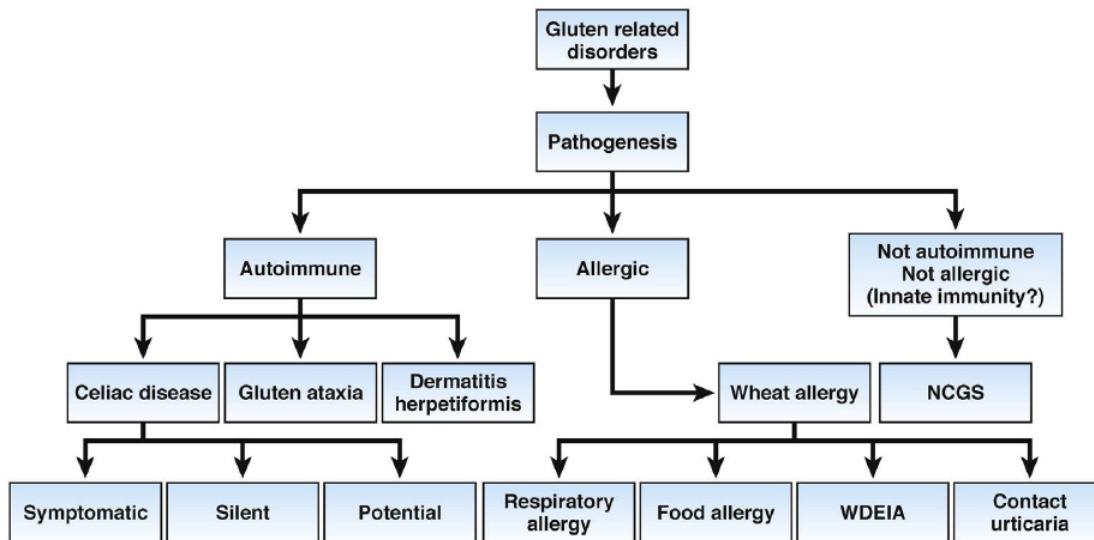 Gluten related
disorders
Pathogenesis
Autoimmune
Allergic
Not autoimmune
Not allergic
(Innate immunity?)
Celiac disease
Gluten ataxia
Dermatitis
herpetiformis
Wheat allergy
NCGS
Symptomatic
Silent
Potential
Respiratory
allergy
Food allergy
WDEIA
Contact
urticaria